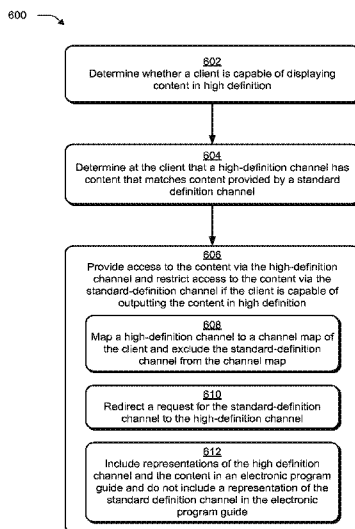 600
602
Determine whether a client is capable of displaying
content in high definition
604
Determine at the client that a high-definition channel has
content that matches content provided by a standard
definition channel
606
Provide access to the content via the high-definition
channel and restrict access to the content via the
standard-definition channel if the client is capable of
outputting the content in high definition
608
Map a high-definition channel to a channel map of
the client and exclude the standard-definition
channel from the channel map
610
Redirect a request for the standard-definition
channel to the high-definition channel
612
Include representations of the high definition
channel and the content in an electronic program
guide and do not include a representation of the
standard definition channel in the electronic
program guide